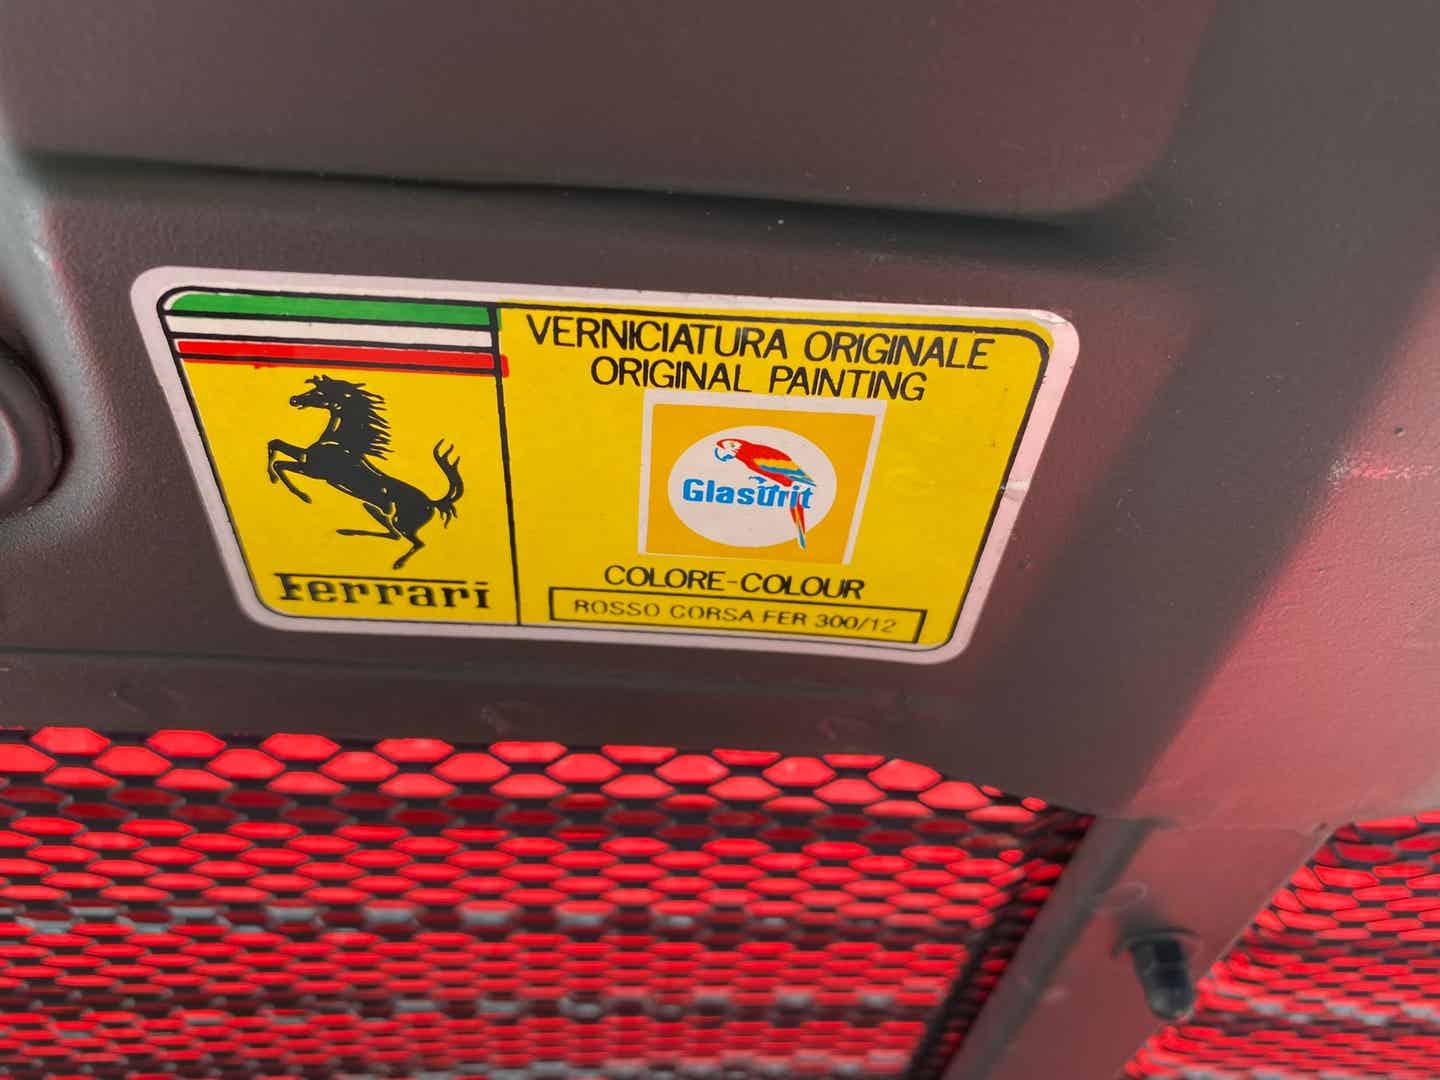 VERNICIATURA ORIGINALE
ORIGINAL PAINTING
Glasurit
COLORE-COLOUR
ROSSO CORSA FER 300/12
Ferrari